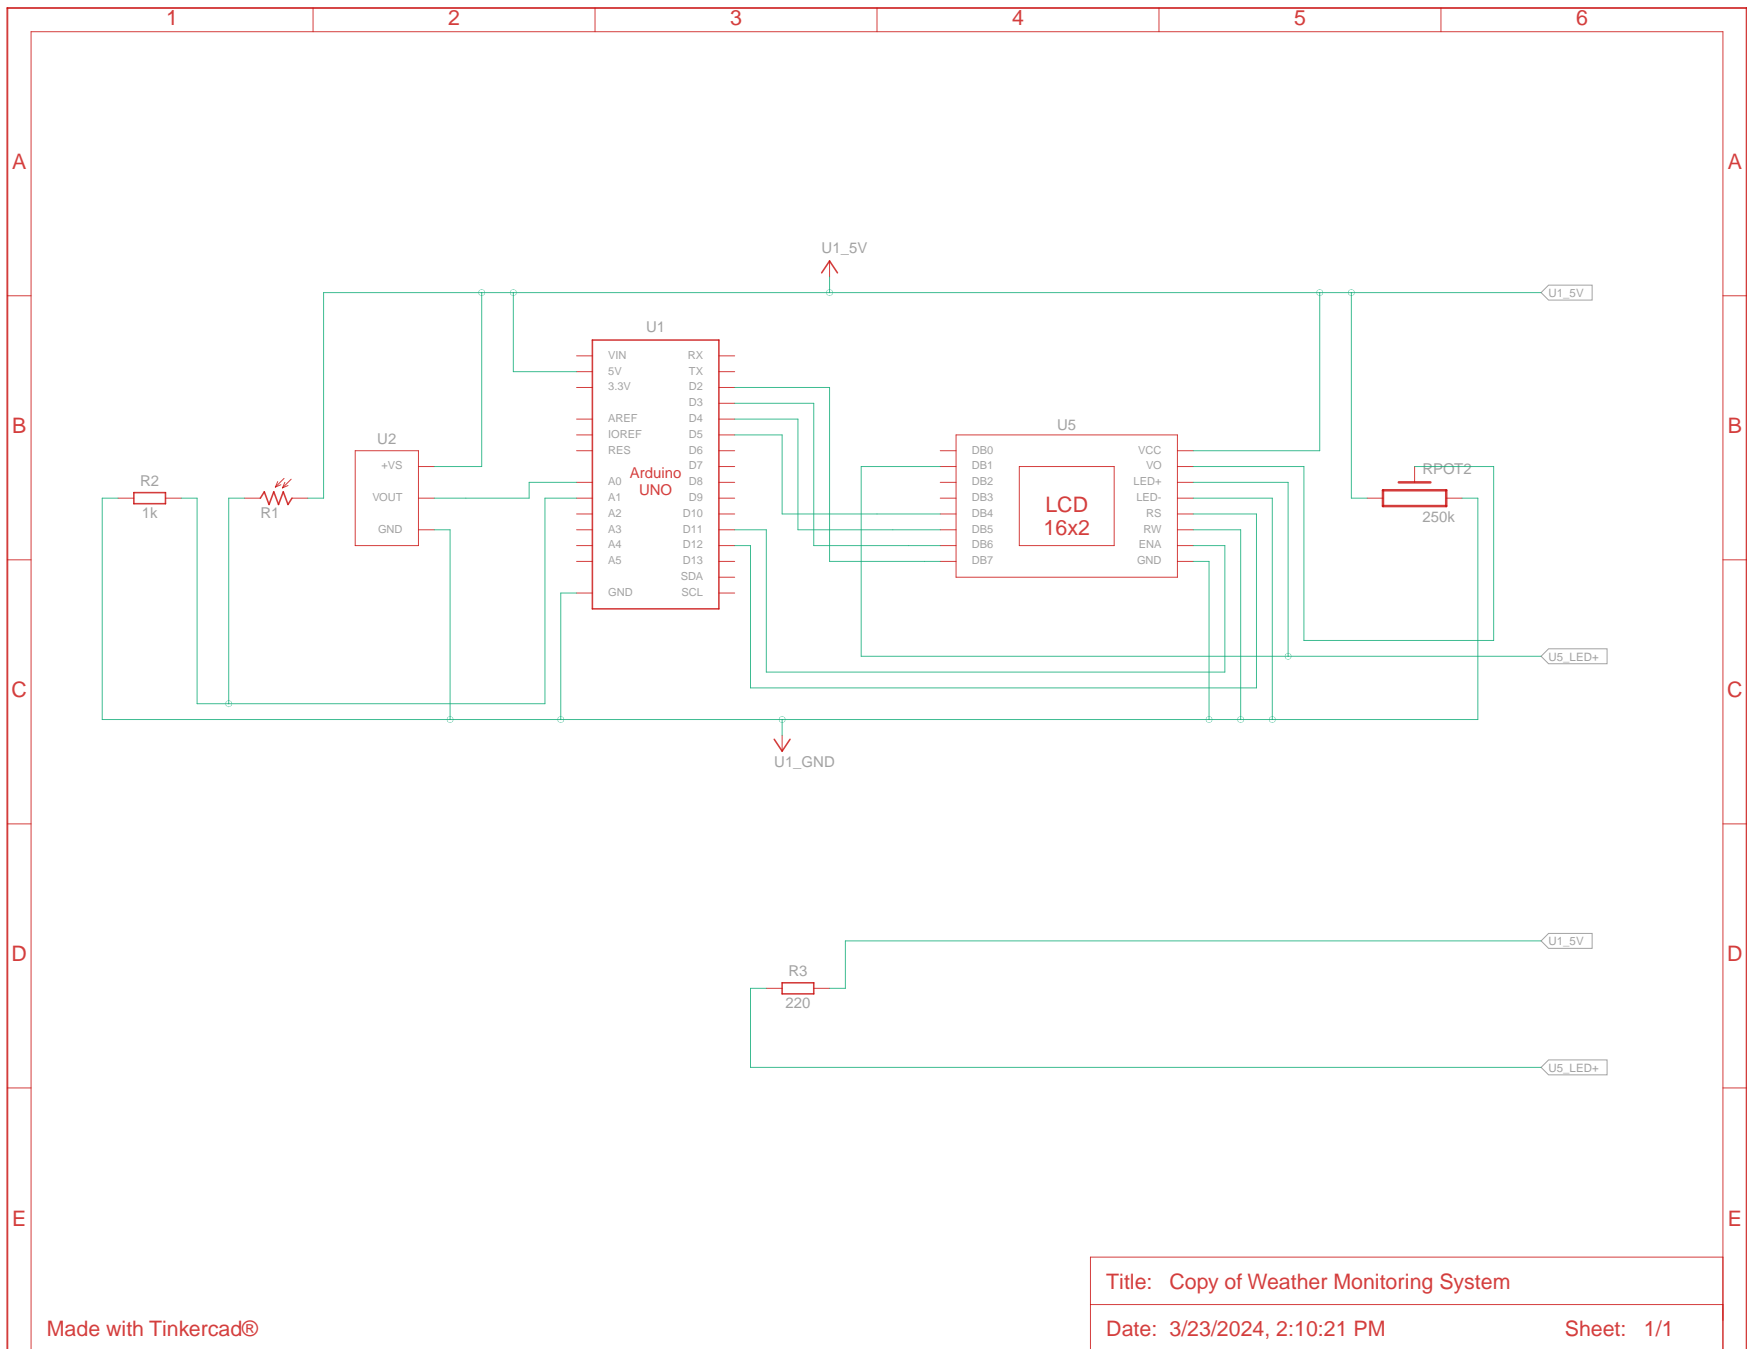 1 2 3 4 5 6
A A
U1_5V
U1_5V
B B
U1
VIN RX
5V TX
3.3V D2
D3
AREF D4
IOREF D5
RES D6
D7
A0 D8
A1 D9
A2 D10
A3 D11
A4 D12
A5 D13
SDA
GND SCL
Arduino
UNO
U2
+VS
VOUT
GND
R2
1k
R1
U5
DB0 VCC
DB1 VO
DB2 LED+
DB3 LED-
DB4 RS
DB5 RW
DB6 ENA
DB7 GND
LCD
16x2
RPOT2
250k
U5_LED+
C C
U1_GND
D D
U1_5V
R3
220
U5_LED+
E E
Title: Copy of Weather Monitoring System
Made with Tinkercad®
Date: 3/23/2024, 2:10:21 PM Sheet: 1/1